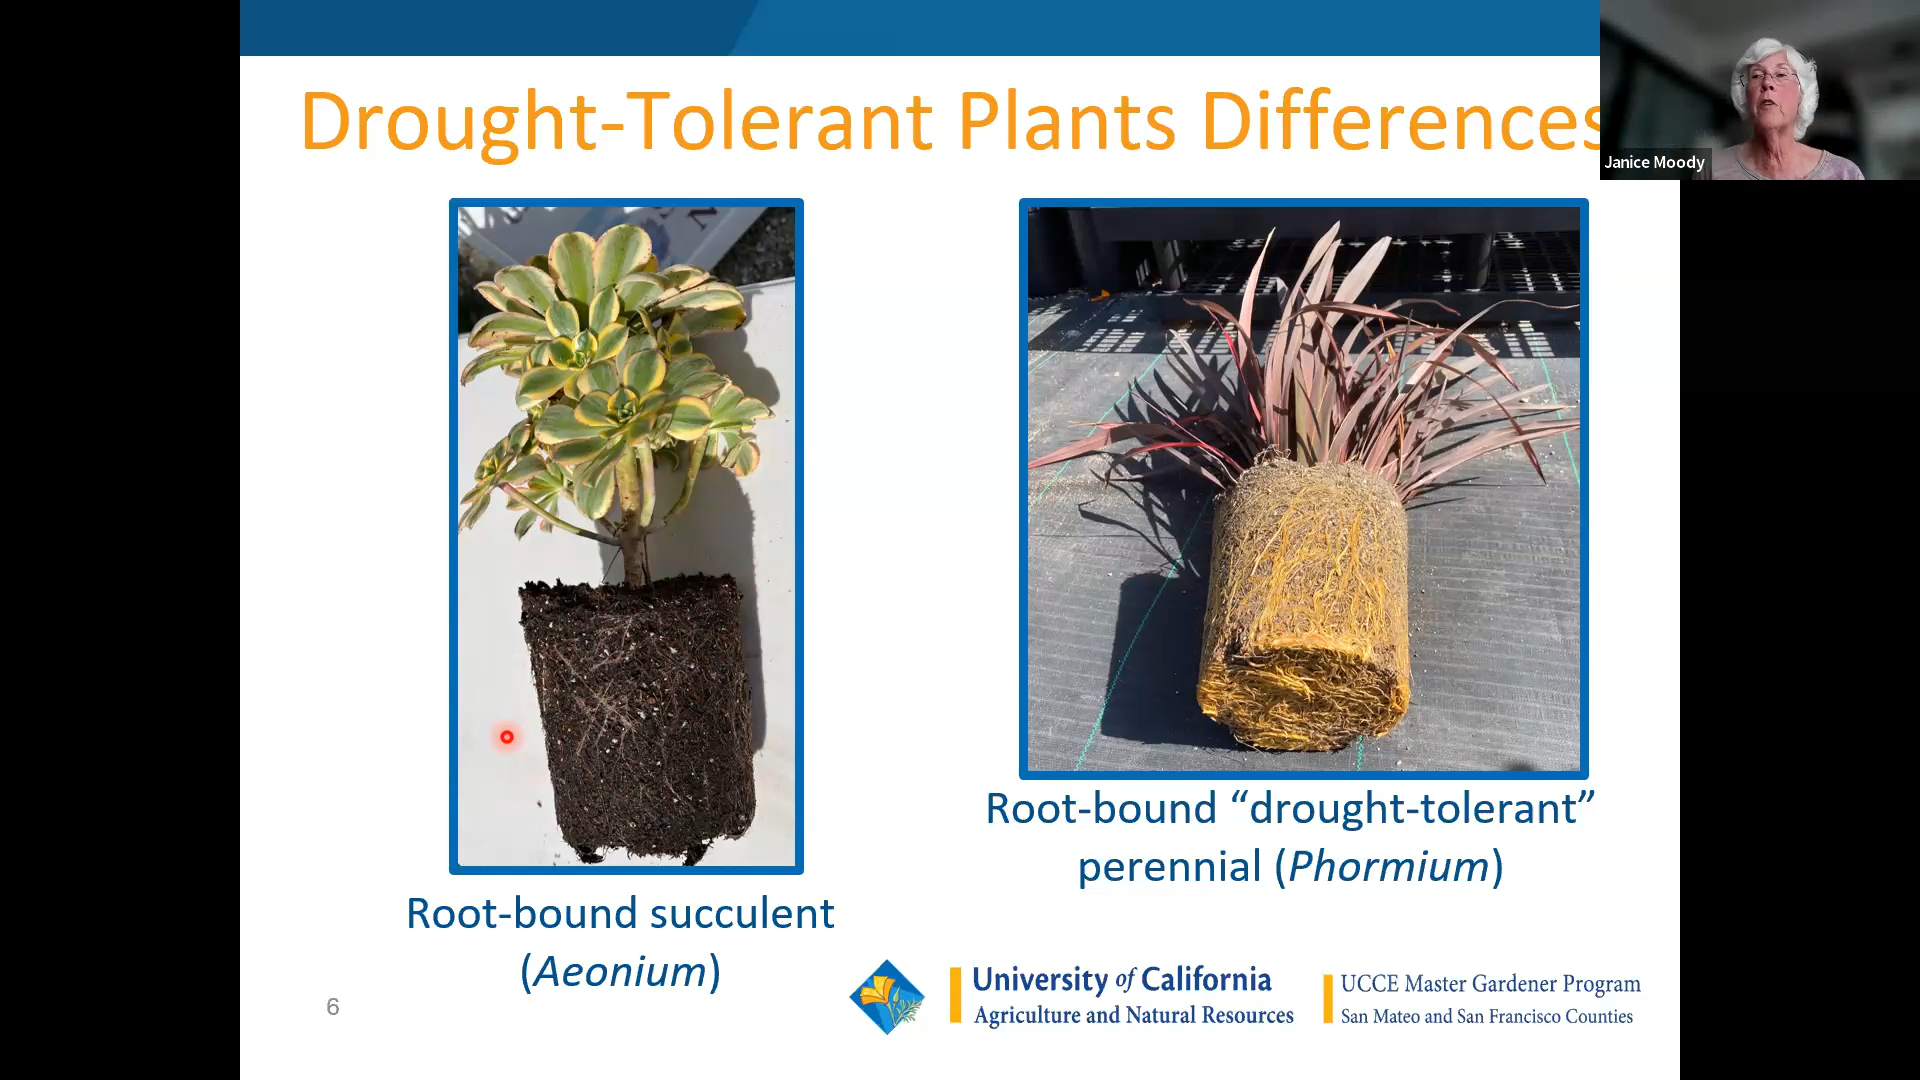 Drought-Tolerant Plants Differences
Janice Moody
Root-bound “drought-tolerant”
perennial (Phormium)
Root-bound succulent
(Aeonium)
6
University of California
Agriculture and Natural Resources
UCCE Master Gardener Program
San Mateo and San Francisco Counties